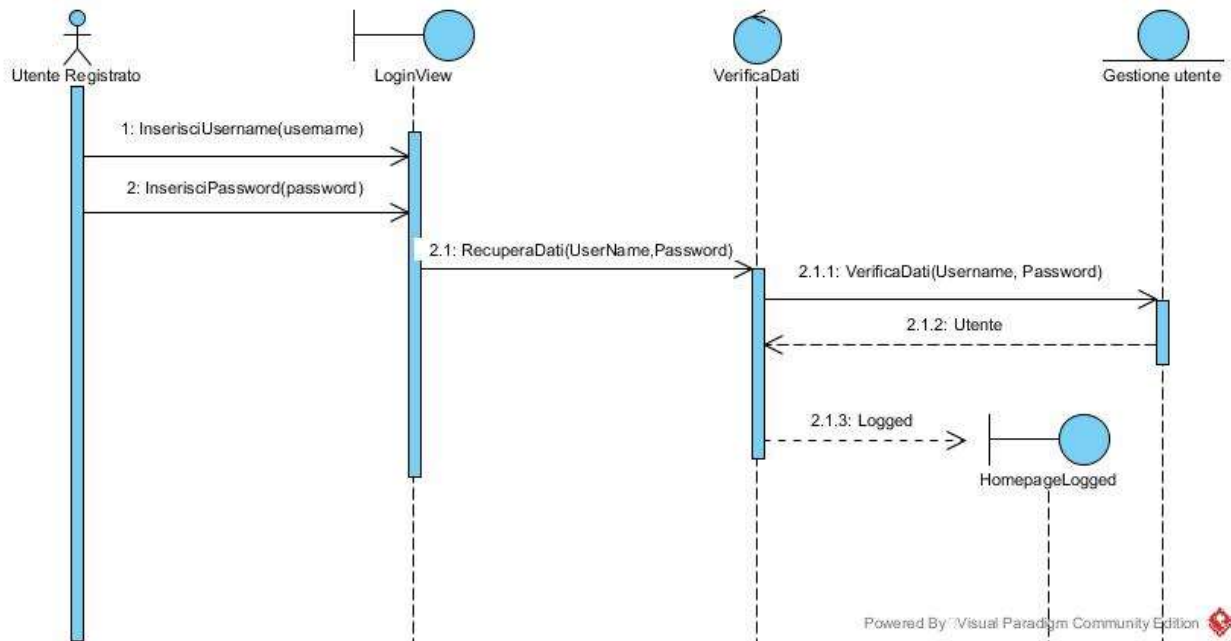 Utente Registrato
LoginView
VerificaDati
Gestione utente
1: InserisciUsername(username)
2: InserisciPassword(password)
2.1: RecuperaDati(UserName,Password)
2.1.1: VerificaDati(Username, Password)
2.1.2: Utente
2.1.3: Logged
HomepageLogged
Powered By Visual Paradigm Community Edition